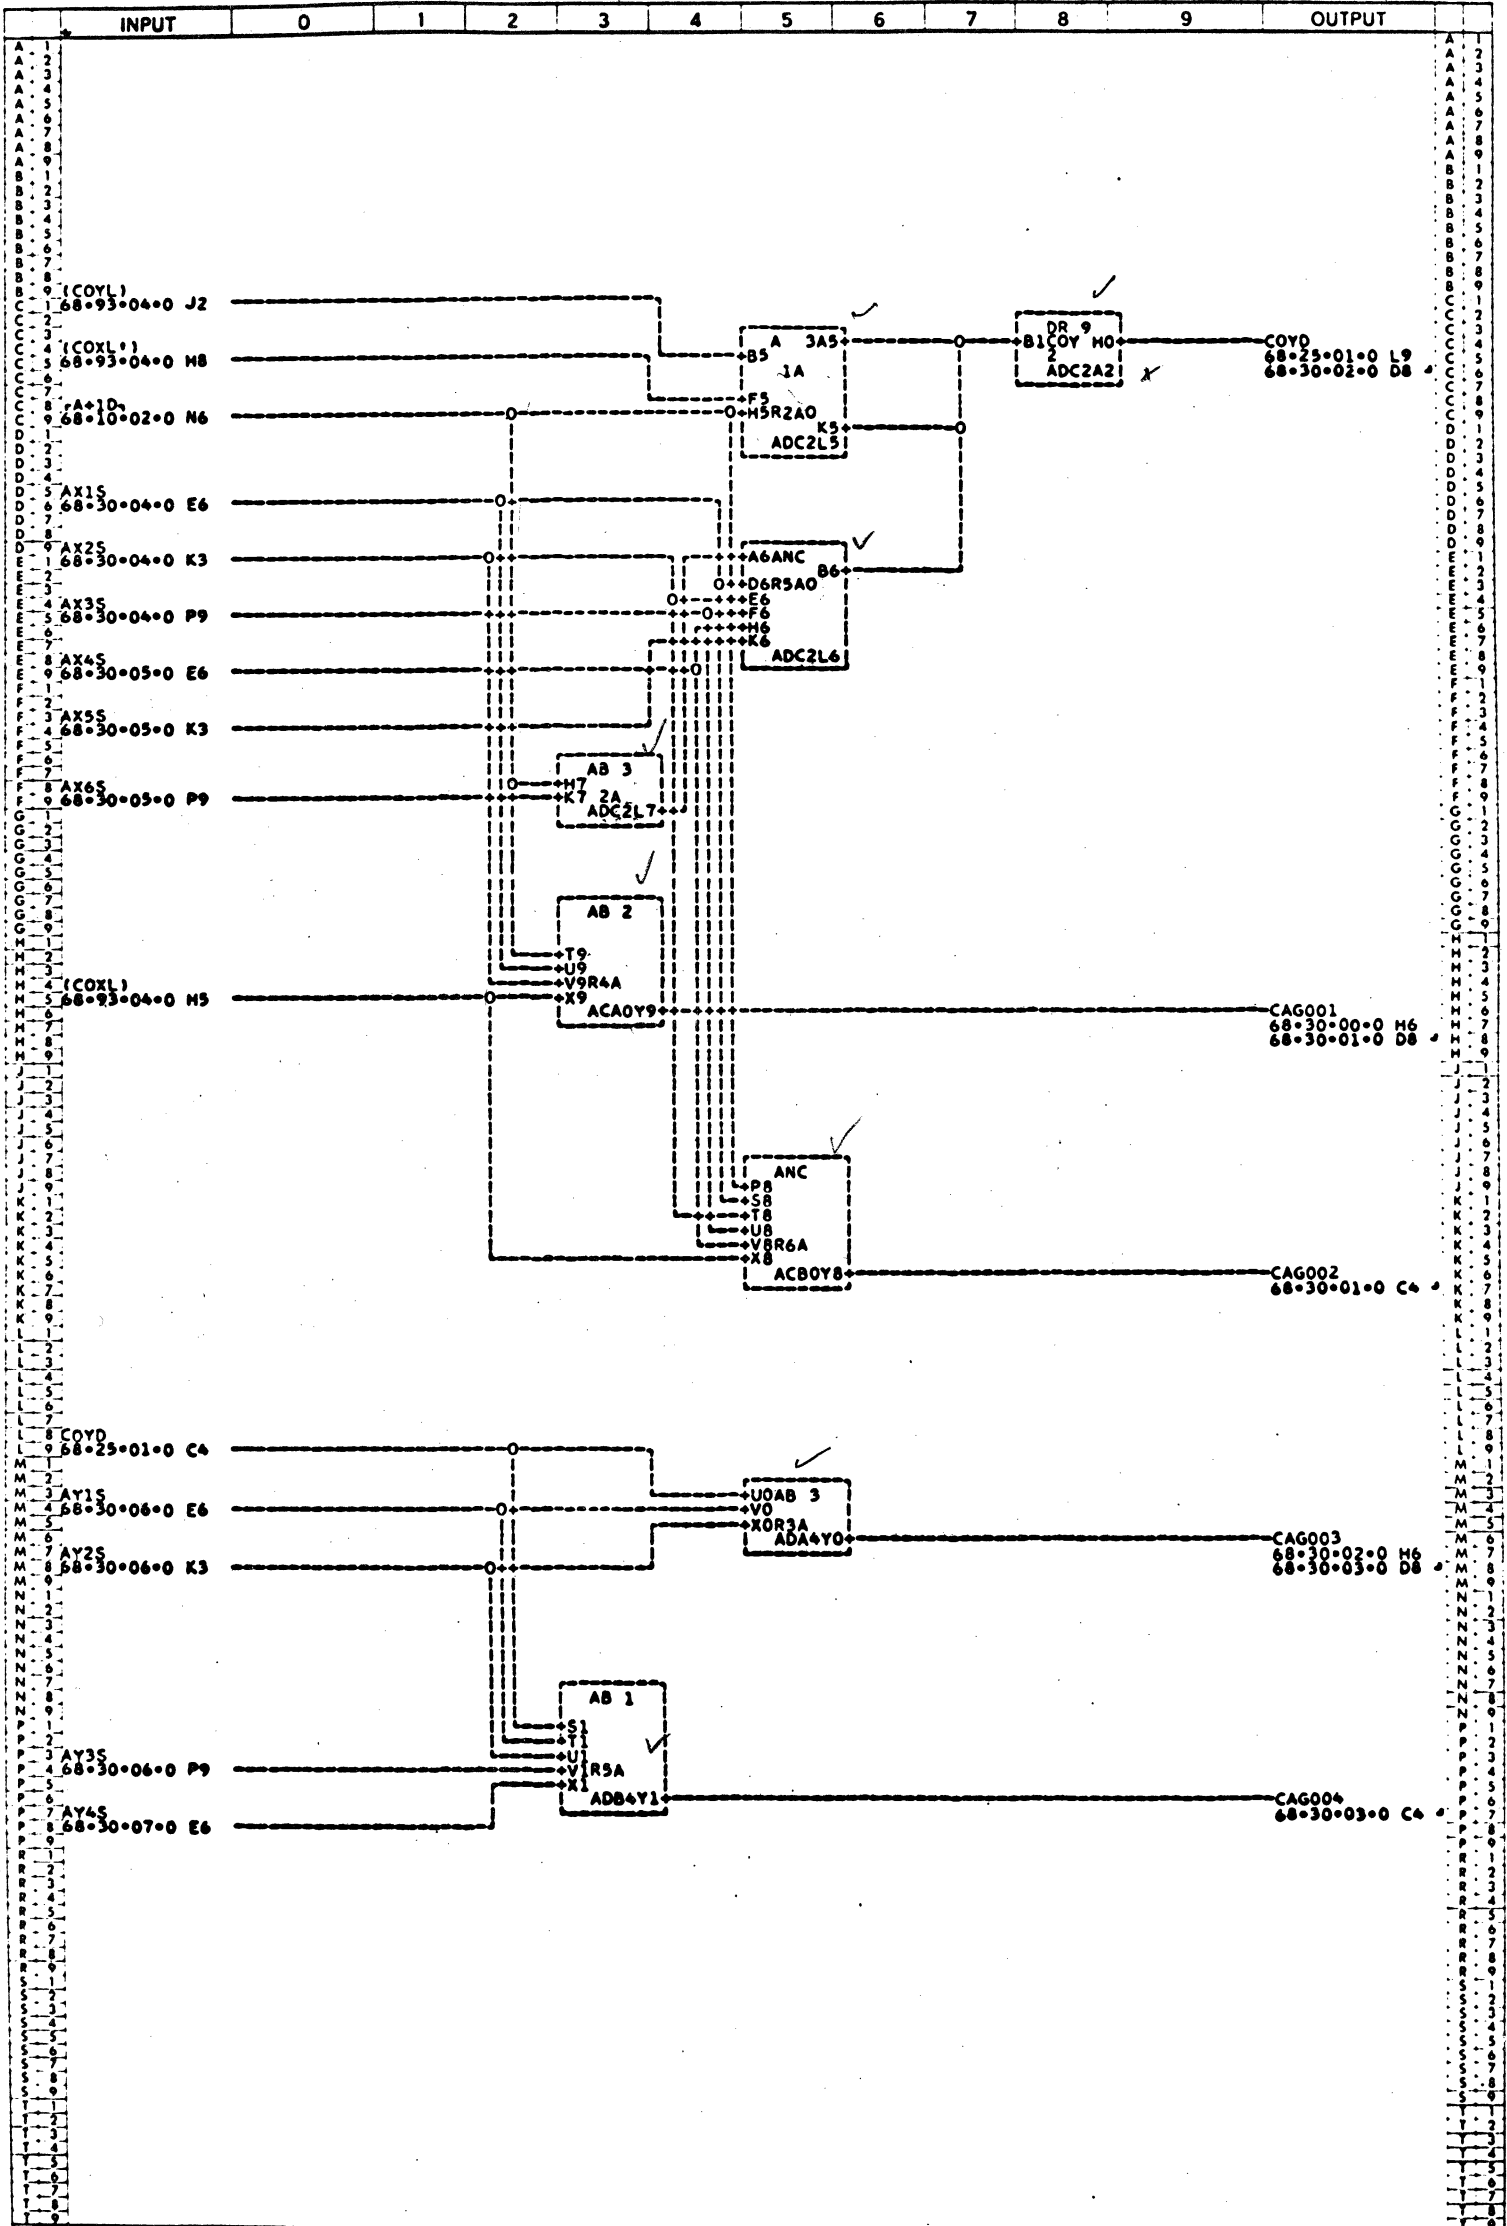 INPUT 0 1 2 3 4 5 6 7 8 9 OUTPUT
(COYL)
68•93•04•0 J2
(COXL')
68•93•04•0 H8
A+1D
68•10•02•0 N6
A 3A5
B5
1A
F5
H5R2A0
K5
ADC2L5
DR 9
B1COY H0
2
ADC2A2
COYD
68•25•01•0 L9
68•30•02•0 D8
AX1S
68•30•04•0 E6
AX2S
68•30•04•0 K3
AX3S
68•30•04•0 P9
AX4S
68•30•05•0 E6
AX5S
68•30•05•0 K3
AX6S
68•30•05•0 P9
A6ANC
B6
D6R5A0
E6
F6
H6
K6
ADC2L6
AB 3
H7
K7 2A
ADC2L7
AB 2
T9
U9
V9R4A
X9
ACA0Y9
(COXL)
68•93•04•0 H5
CAG001
68•30•00•0 H6
68•30•01•0 D8
ANC
P8
S8
T8
U8
V8R6A
X8
ACB0Y8
CAG002
68•30•01•0 C4
COYD
68•25•01•0 C4
AY1S
68•30•06•0 E6
AY2S
68•30•06•0 K3
U0AB 3
V0
X0R3A
ADA4Y0
CAG003
68•30•02•0 H6
68•30•03•0 D8
AB 1
S1
T1
U1
V1R5A
X1
ADB4Y1
AY3S
68•30•06•0 P9
AY4S
68•30•07•0 E6
CAG004
68•30•03•0 C4